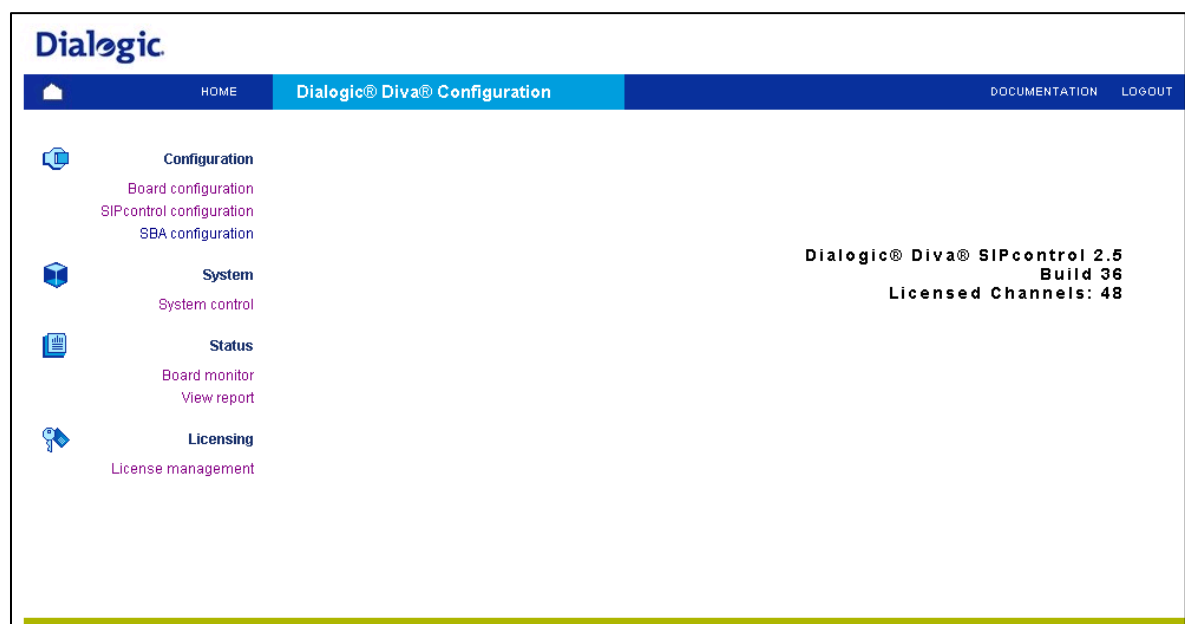 Dialogic.
HOME
Dialogic® Diva® Configuration
DOCUMENTATION LOGOUT
Configuration
Board configuration
SIPcontrol configuration
SBA configuration
System
System control
Status
Board monitor
View report
Licensing
License management
Dialogic® Diva® SIPcontrol 2.5
Build 36
Licensed Channels: 48